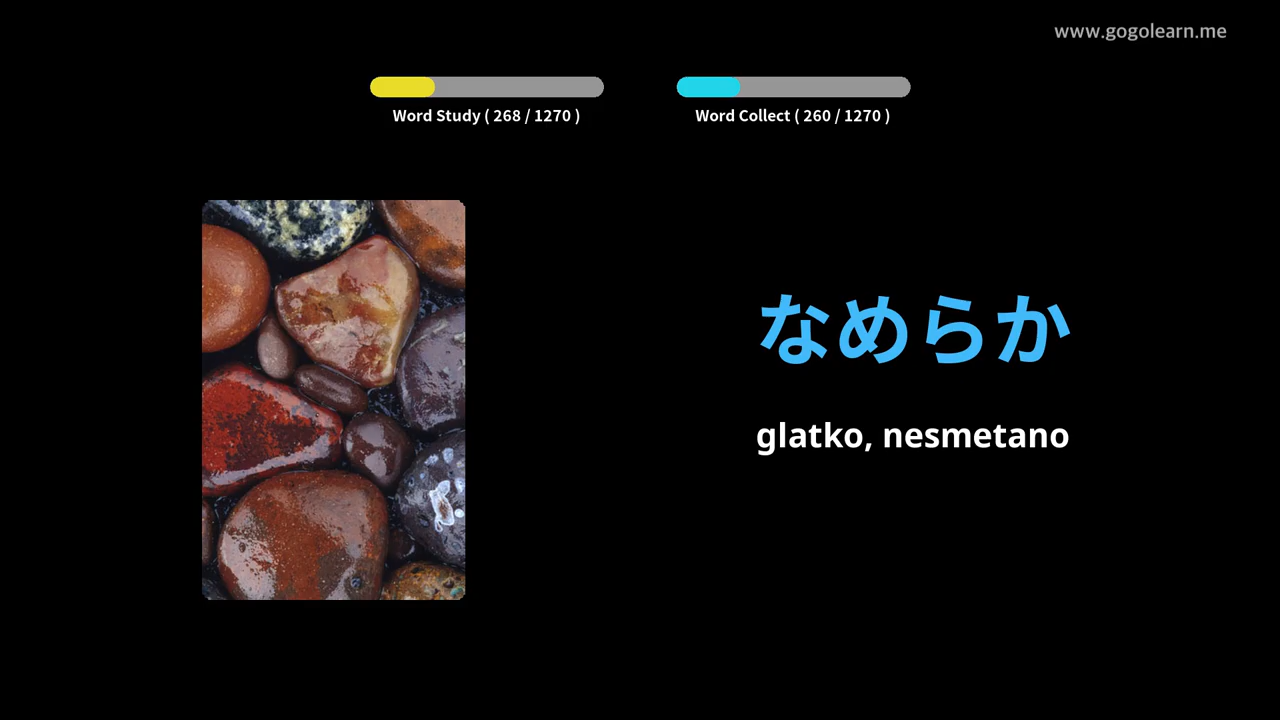 www.gogolearn.me
Word Study ( 268 / 1270 )
Word Collect ( 260 / 1270 )
なめらか
glatko, nesmetano